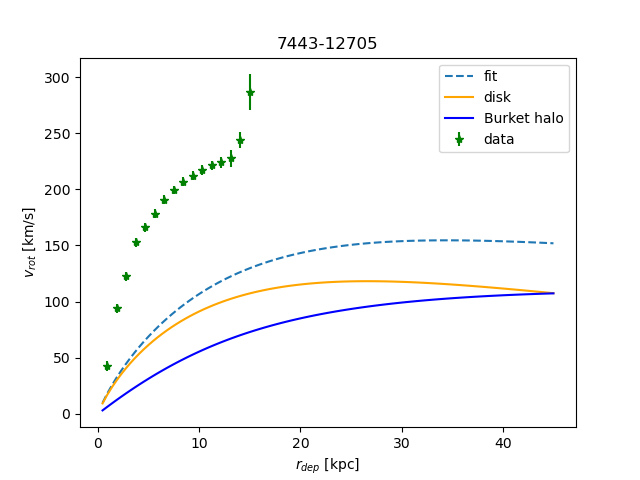 7443-12705
fit
disk
Burket halo
data
300
250
200
150
100
50
0
v_rot [km/s]
0 10 20 30 40
r_dep [kpc]